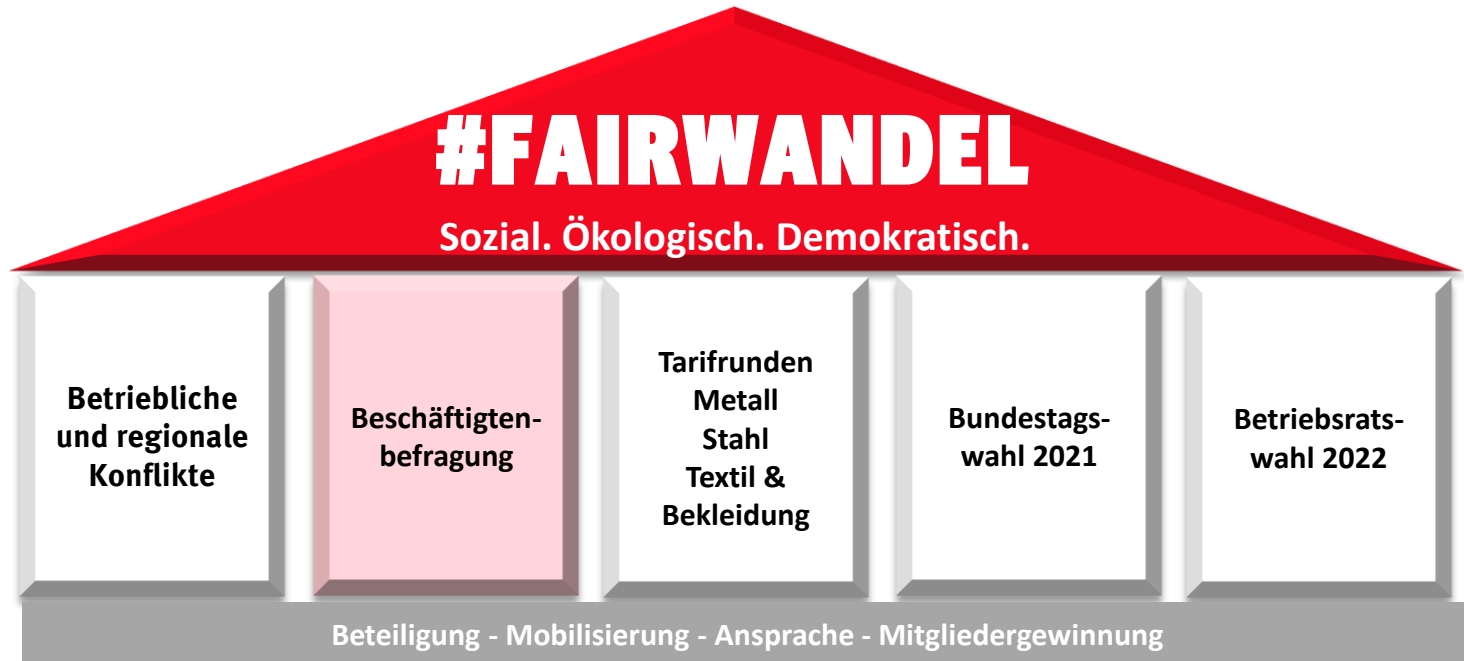 #FAIRWANDEL
Sozial. Ökologisch. Demokratisch.
Betriebliche
und regionale
Konflikte
Beschäftigten-
befragung
Tarifrunden
Metall
Stahl
Textil &
Bekleidung
Bundestags-
wahl 2021
Betriebsrats-
wahl 2022
Beteiligung - Mobilisierung - Ansprache - Mitgliedergewinnung